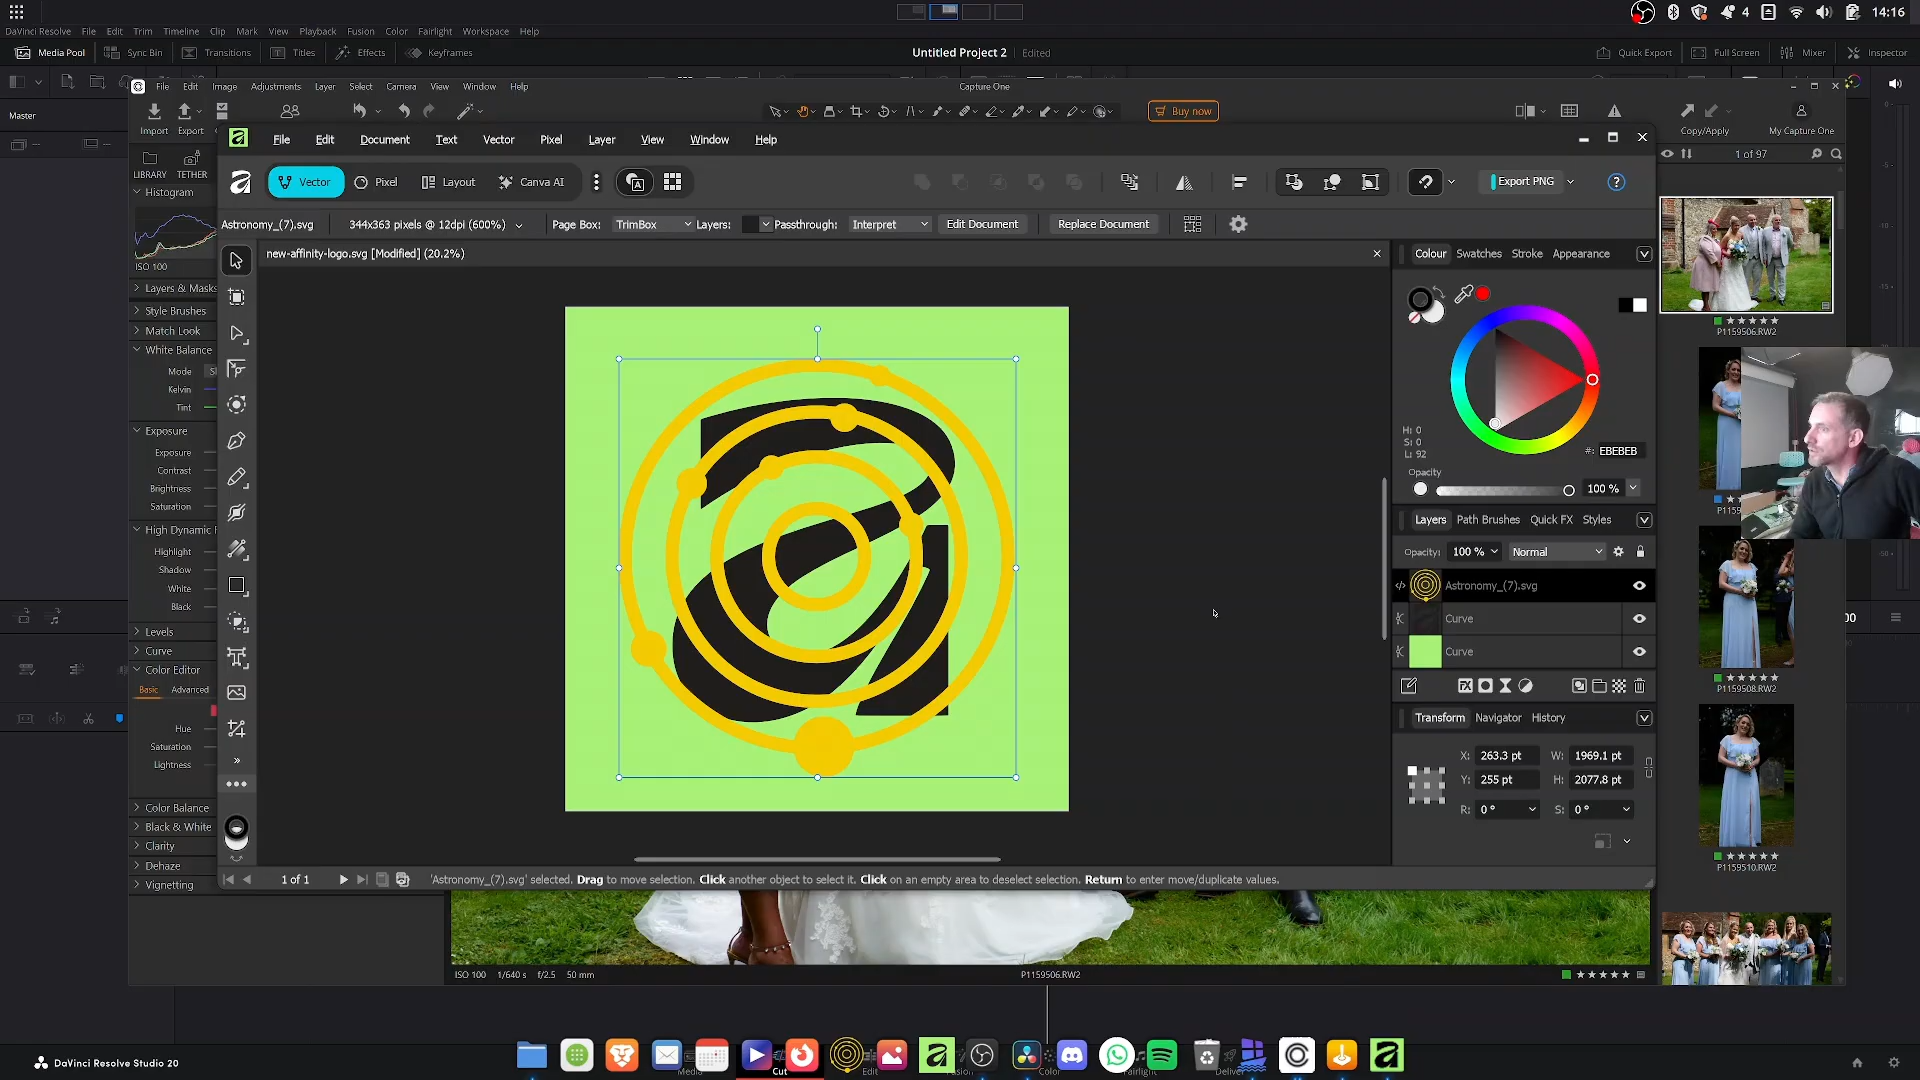 4
14:16
DaVinci Resolve File Edit Trim Timeline Clip Mark View Playback Fusion Color Fairlight Workspace Help
Media Pool Sync Bin Transitions Titles Effects Keyframes Untitled Project 2 Edited Quick Export Full Screen Mixer Inspector
File Edit Image Adjustments Layer Select Camera View Window Help Capture One
Master
Import Export Buy now Copy/Apply My Capture One
LIBRARY TETHER
1 of 97
File Edit Document Text Vector Pixel Layer View Window Help
Vector Pixel Layout Canva AI Export PNG
Astronomy_(7).svg 344x363 pixels @ 12dpi (600%) Page Box: TrimBox Layers: Passthrough: Interpret Edit Document Replace Document
new-affinity-logo.svg [Modified] (20.2%)
Histogram
ISO 100
Layers & Masks
Style Brushes
Match Look
White Balance
Mode
Kelvin
Tint
Exposure
Exposure
Contrast
Brightness
Saturation
High Dynamic
Highlight
Shadow
White
Black
Levels
Curve
Color Editor
Basic Advanced
Hue
Saturation
Lightness
Color Balance
Black & White
Clarity
Dehaze
Vignetting
Colour Swatches Stroke Appearance
H: 0
S: 0
L: 92
#: EBEBEB
Opacity
100 %
Layers Path Brushes Quick FX Styles
Opacity: 100 % Normal
Astronomy_(7).svg
Curve
Curve
Transform Navigator History
X: 263.3 pt W: 1969.1 pt
Y: 255 pt H: 2077.8 pt
R: 0 ° S: 0 °
1 of 1 'Astronomy_(7).svg' selected. Drag to move selection. Click another object to select it. Click on an empty area to deselect selection. Return to enter move/duplicate values.
P1159506.RW2
P1159508.RW2
P1159510.RW2
ISO 100 1/640 s f/2.5 50 mm P1159506.RW2
DaVinci Resolve Studio 20
Media Cut Edit Fusion Color Fairlight Deliver